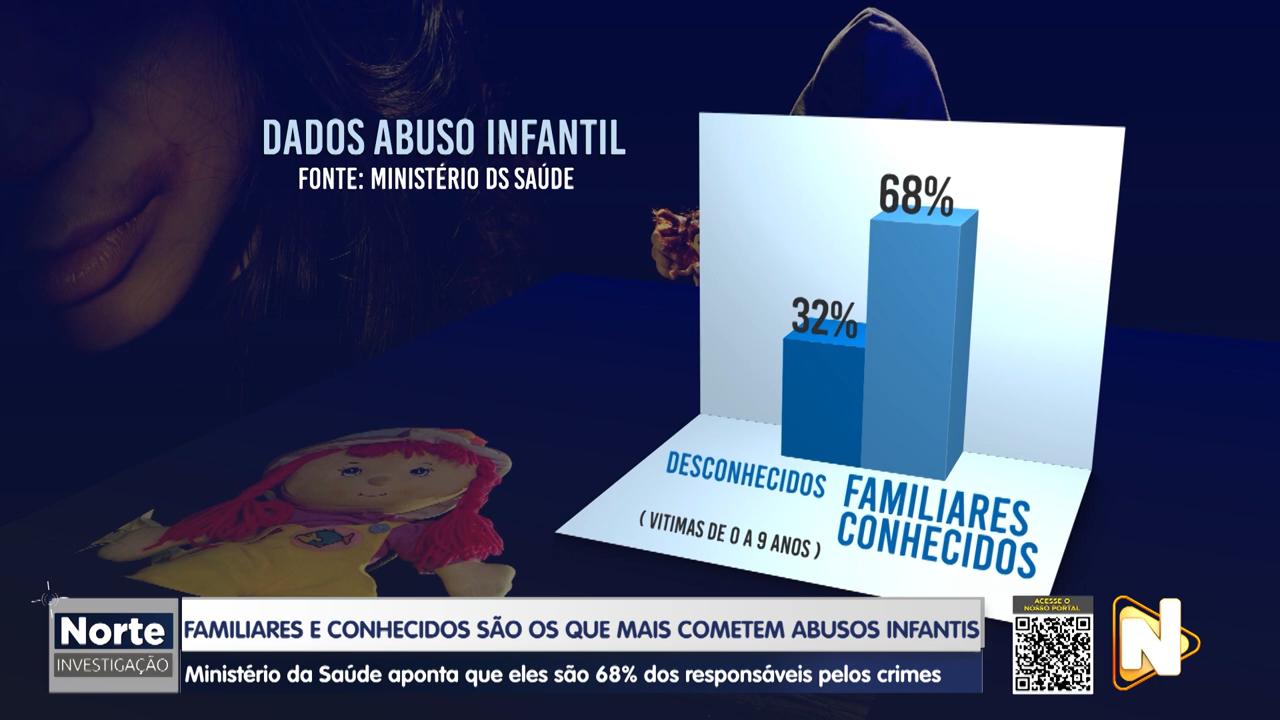 DADOS ABUSO INFANTIL
FONTE: MINISTÉRIO DS SAÚDE
68%
32%
DESCONHECIDOS
FAMILIARES
CONHECIDOS
( VITIMAS DE 0 A 9 ANOS )
Norte
INVESTIGAÇÃO
FAMILIARES E CONHECIDOS SÃO OS QUE MAIS COMETEM ABUSOS INFANTIS
Ministério da Saúde aponta que eles são 68% dos responsáveis pelos crimes
ACESSE O
NOSSO PORTAL
N